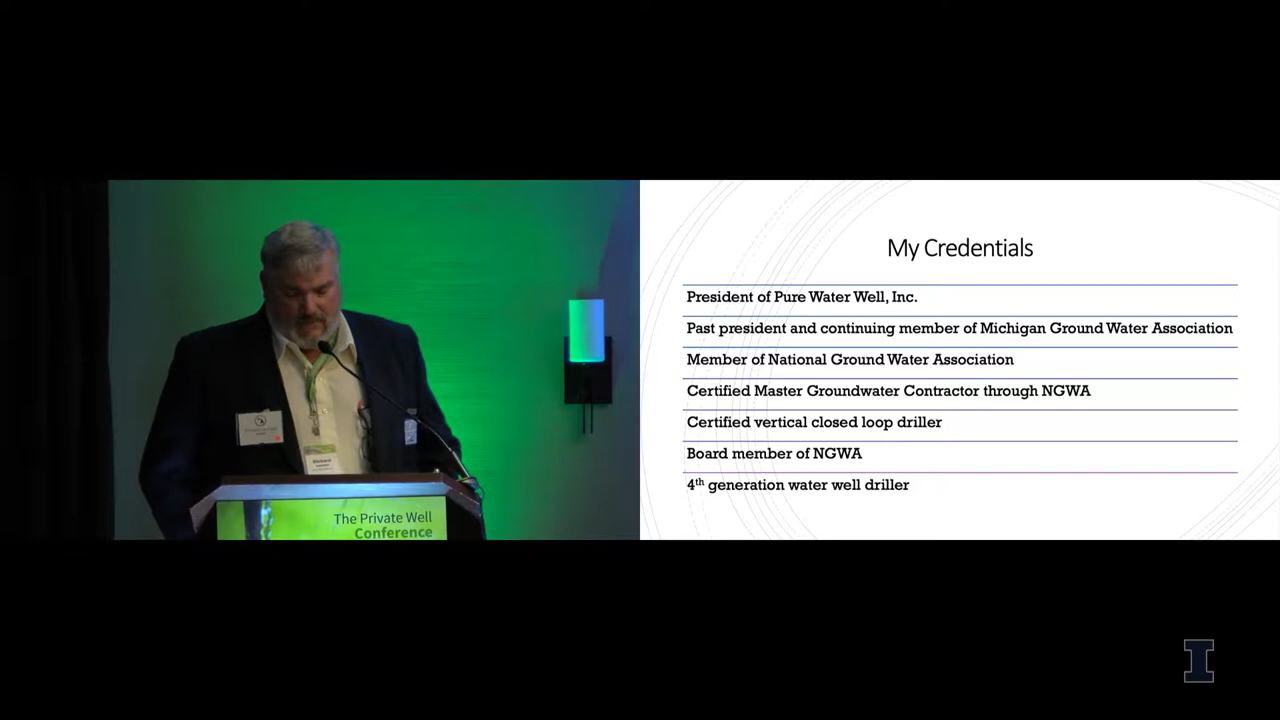 My Credentials
President of Pure Water Well, Inc.
Past president and continuing member of Michigan Ground Water Association
Member of National Ground Water Association
Certified Master Groundwater Contractor through NGWA
Certified vertical closed loop driller
Board member of NGWA
4th generation water well driller
The Private Well
Conference
I